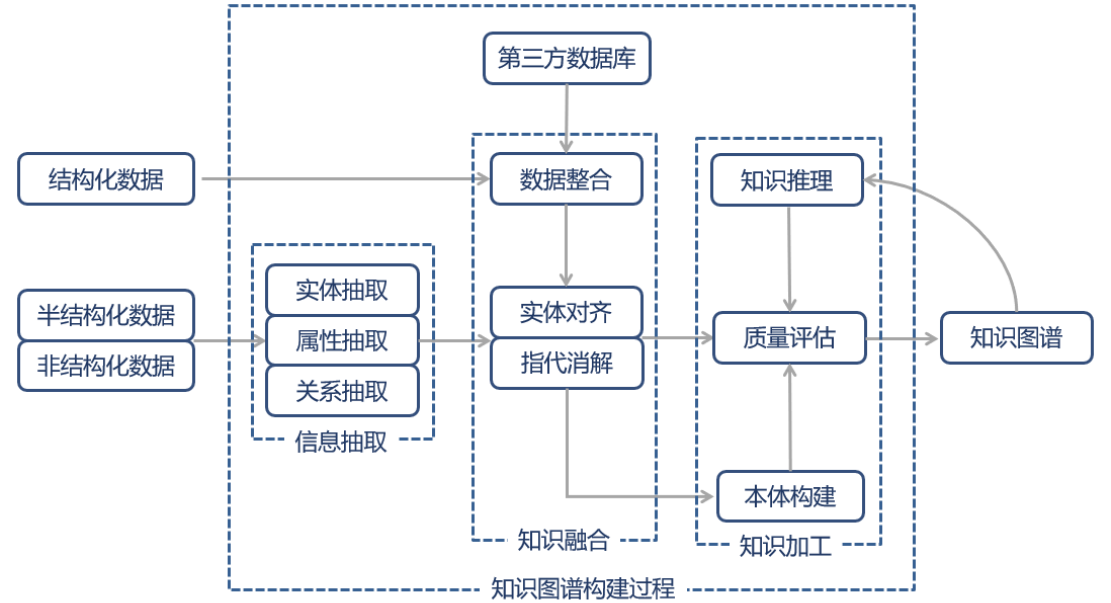 第三方数据库
结构化数据
数据整合
知识推理
半结构化数据
非结构化数据
实体抽取
属性抽取
关系抽取
信息抽取
实体对齐
指代消解
质量评估
知识图谱
本体构建
知识融合
知识加工
知识图谱构建过程